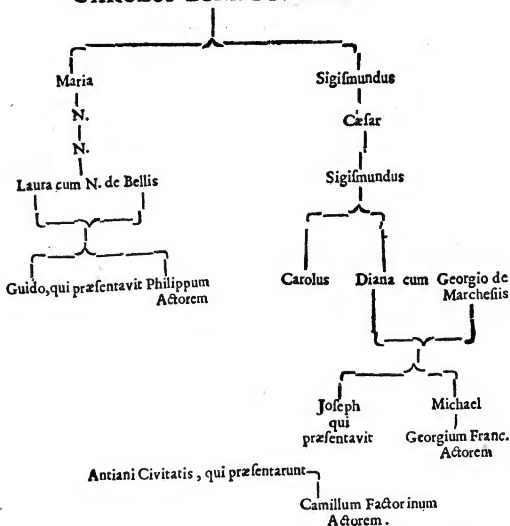 Maria Sigiſmundus
N. Cæſar
N.
Laura cum N. de Bellis Sigiſmundus
Guido, qui præſentavit Philippum
Actorem
Carolus Diana cum Georgio de
Marcheſiis
Joſeph
qui
præſentavit
Michael
Georgium Franc.
Actorem
Antiani Civitatis, qui præſentarunt
Camillum Factorinum
Actorem.